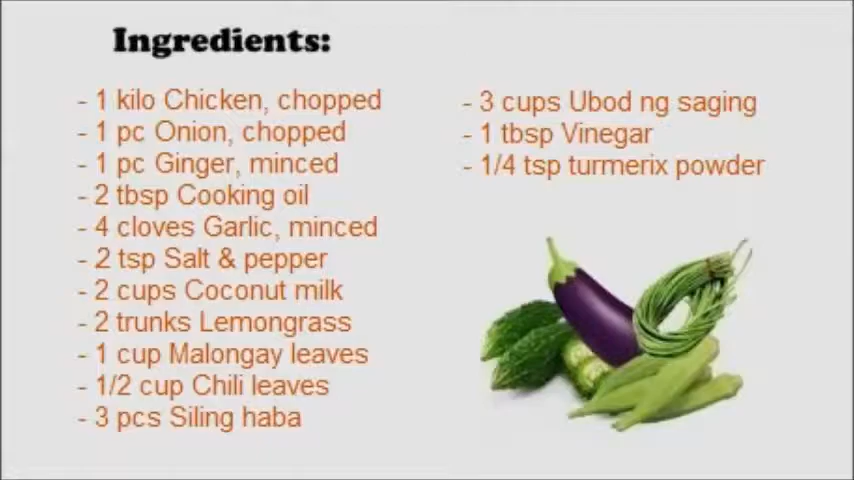 Ingredients:
- 1 kilo Chicken, chopped
- 1 pc Onion, chopped
- 1 pc Ginger, minced
- 2 tbsp Cooking oil
- 4 cloves Garlic, minced
- 2 tsp Salt & pepper
- 2 cups Coconut milk
- 2 trunks Lemongrass
- 1 cup Malongay leaves
- 1/2 cup Chili leaves
- 3 pcs Siling haba
- 3 cups Ubod ng saging
- 1 tbsp Vinegar
- 1/4 tsp turmerix powder